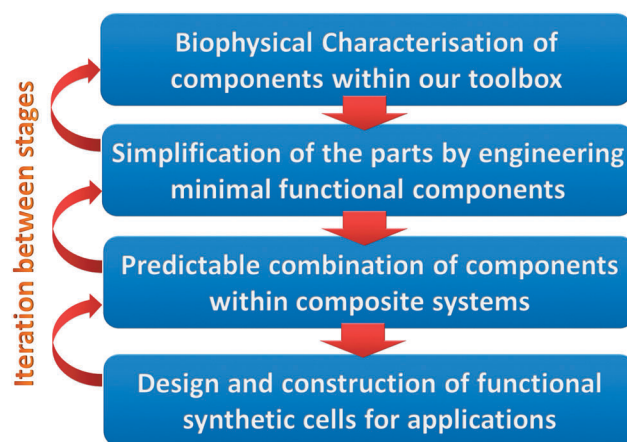 Biophysical Characterisation of
components within our toolbox
Simplification of the parts by engineering
minimal functional components
Predictable combination of components
within composite systems
Design and construction of functional
synthetic cells for applications
Iteration between stages